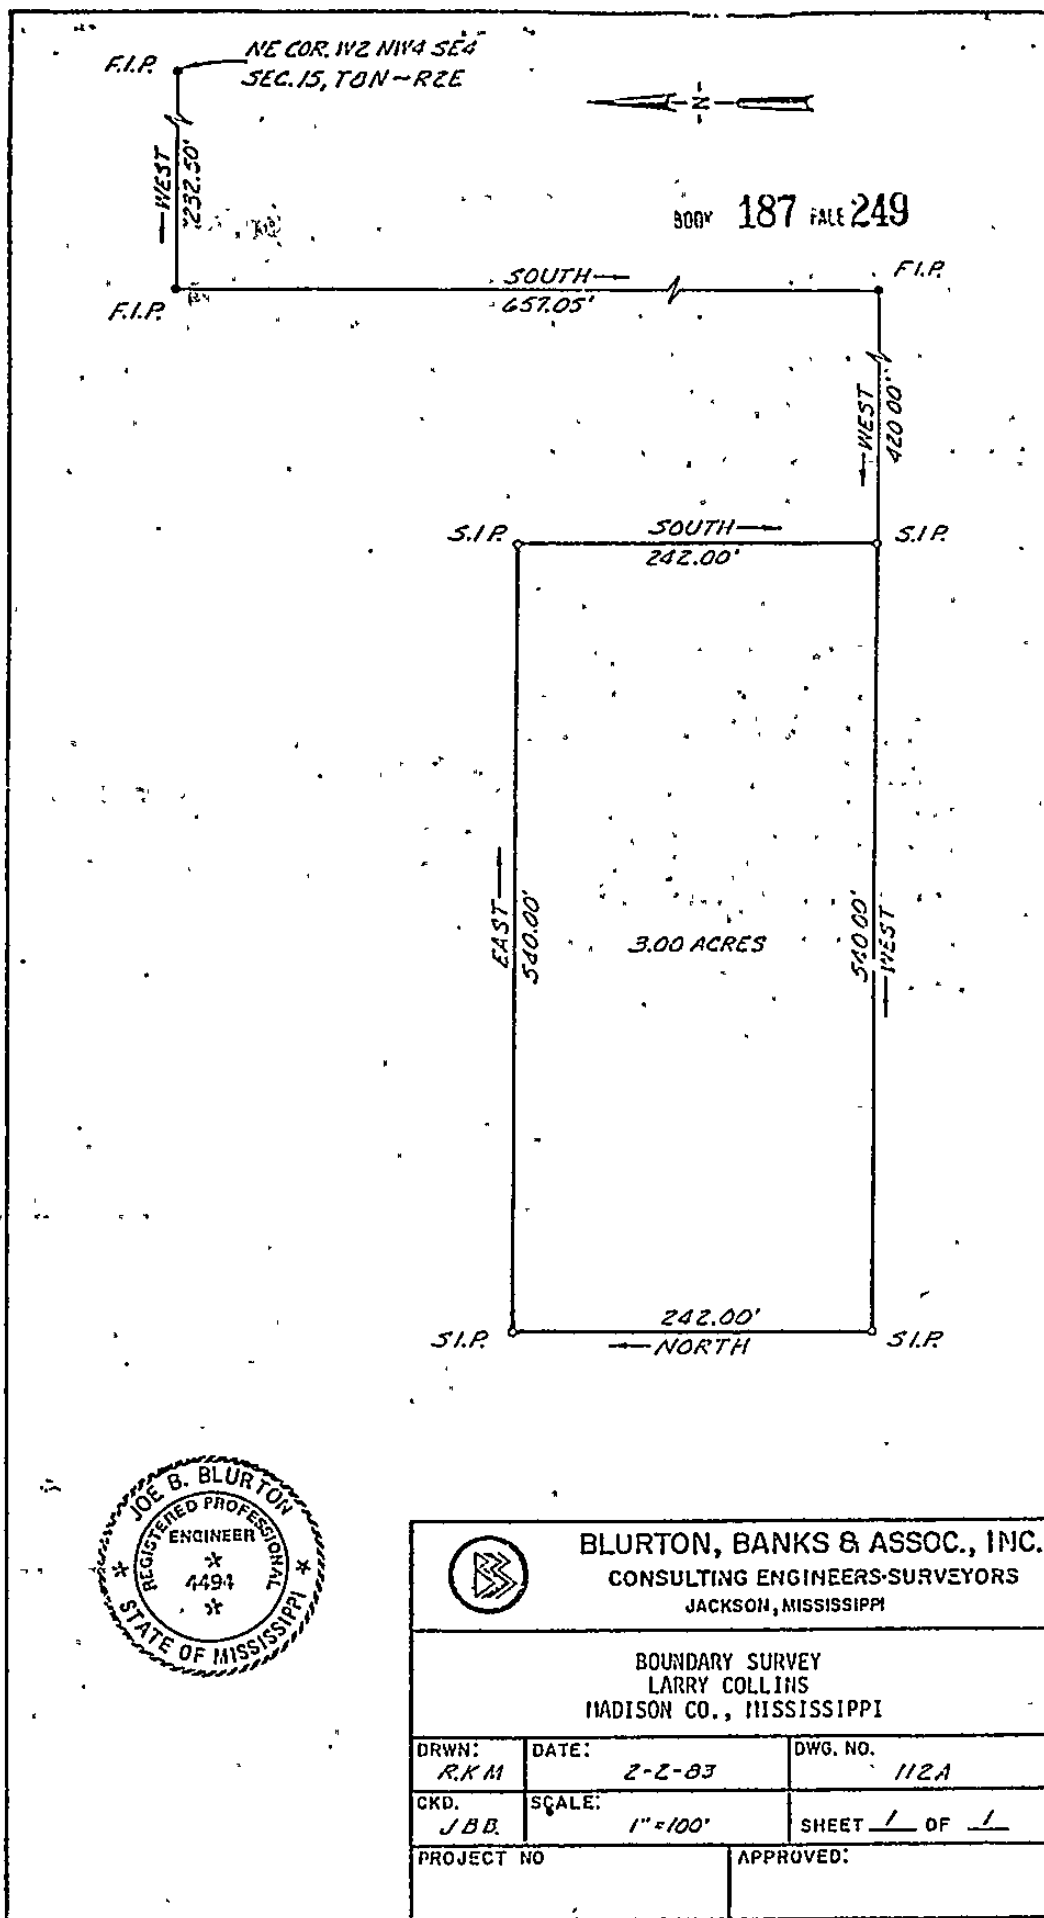 F.I.P.
NE COR. W2 NW4 SE4
SEC. 15, T8N~R2E
N
WEST
232.50'
BOOK 187 PAGE 249
F.I.P.
SOUTH
657.05'
F.I.P.
WEST
420.00'
S.I.P.
SOUTH
242.00'
S.I.P.
EAST
540.00'
3.00 ACRES
540.00'
WEST
S.I.P.
242.00'
NORTH
S.I.P.
JOE B. BLURTON
REGISTERED PROFESSIONAL
ENGINEER
4494
STATE OF MISSISSIPPI
BLURTON, BANKS & ASSOC., INC.
CONSULTING ENGINEERS-SURVEYORS
JACKSON, MISSISSIPPI
BOUNDARY SURVEY
LARRY COLLINS
MADISON CO., MISSISSIPPI
DRWN: R.K M
DATE: 2-2-83
DWG. NO. 112A
CKD. J B B.
SCALE: 1"=100'
SHEET 1 OF 1
PROJECT NO
APPROVED: